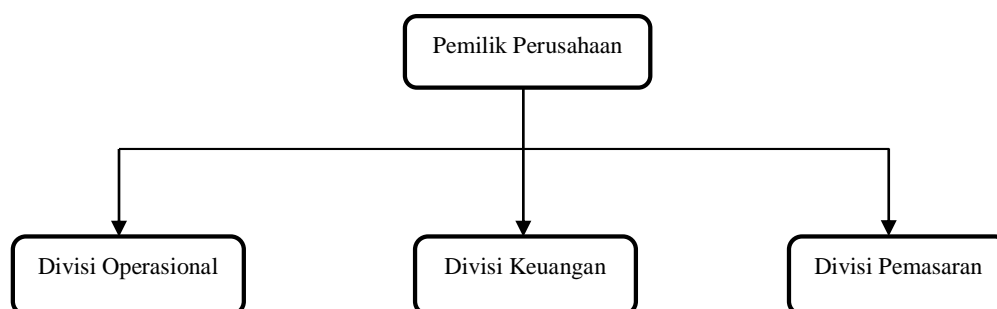 Pemilik Perusahaan
Divisi Operasional
Divisi Keuangan
Divisi Pemasaran